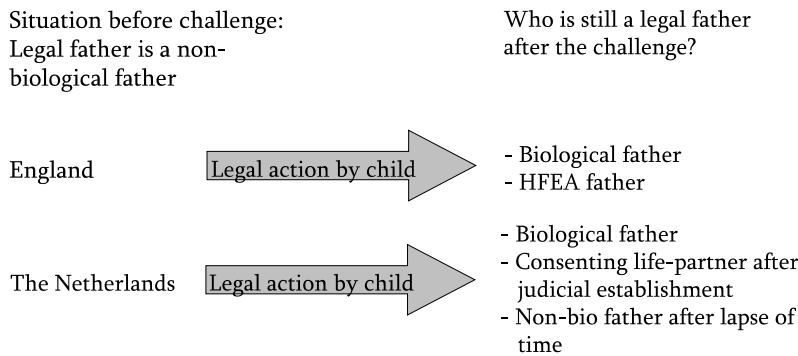 Situation before challenge:
Legal father is a non-
biological father
Who is still a legal father
after the challenge?
England
Legal action by child
- Biological father
- HFEA father
The Netherlands
Legal action by child
- Biological father
- Consenting life-partner after
judicial establishment
- Non-bio father after lapse of
time